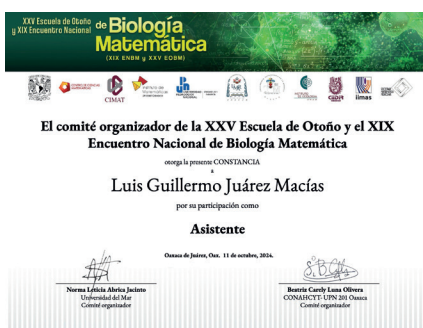 XXV Escuela de Otoño
y XIX Encuentro Nacional
de Biología
Matemática
(XIX ENBM y XXV EOBM)
CIMAT
iimas
El comité organizador de la XXV Escuela de Otoño y el XIX
Encuentro Nacional de Biología Matemática
otorga la presente CONSTANCIA
a
Luis Guillermo Juárez Macías
por su participación como
Asistente
Oaxaca de Juárez, Oax. 11 de octubre, 2024.
Norma Leticia Abrica Jacinto
Universidad del Mar
Comité organizador
Beatriz Carely Luna Olivera
CONAHCYT- UPN 201 Oaxaca
Comité organizador